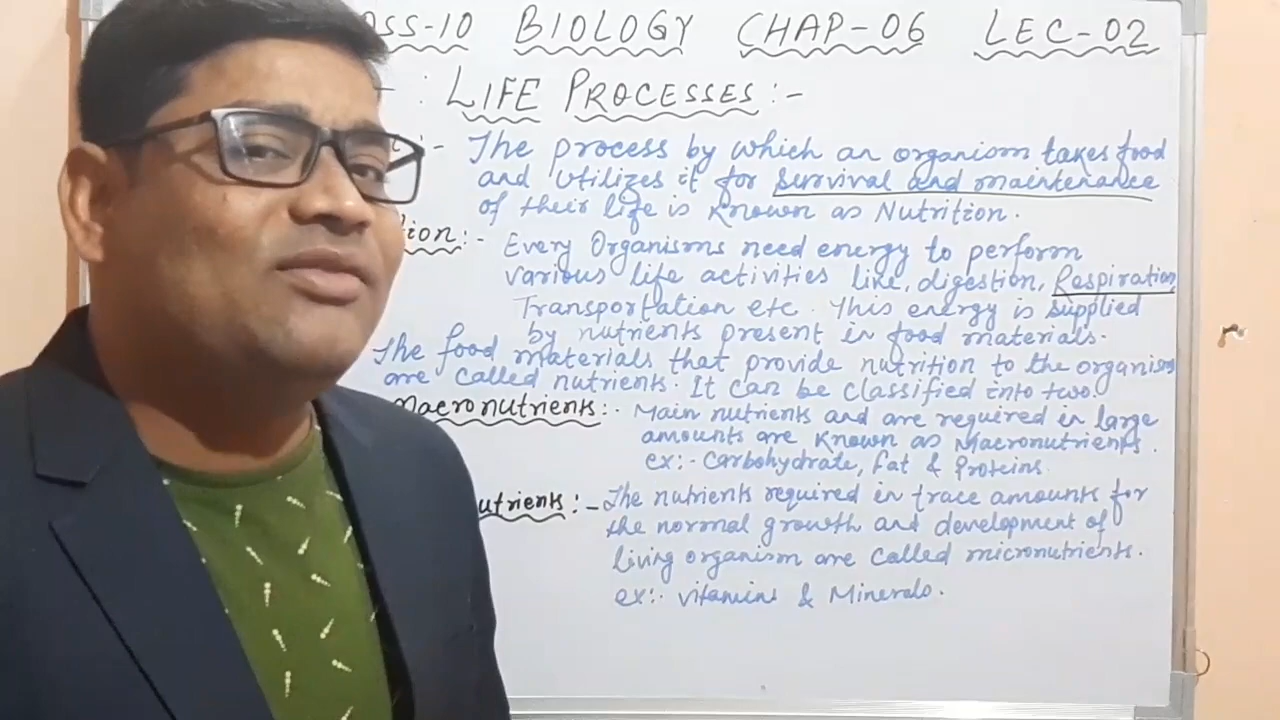 SS-10 BIOLOGY CHAP-06 LEC-02
- : LIFE PROCESSES :-
:- The process by which an organism takes food
and utilizes it for survival and maintenance
of their life is known as Nutrition.
tion:- Every Organisms need energy to perform
various life activities like, digestion, Respiration
Transportation etc. This energy is supplied
by nutrients present in food materials.
The food materials that provide nutrition to the organism
are called nutrients. It can be classified into two.
Macronutrients:- Main nutrients and are required in large
amounts are known as Macronutrients.
ex:- Carbohydrate, Fat & Proteins.
utrients:- The nutrients required in trace amounts for
the normal growth and development of
living organism are called micronutrients.
ex:- vitamins & Minerals.